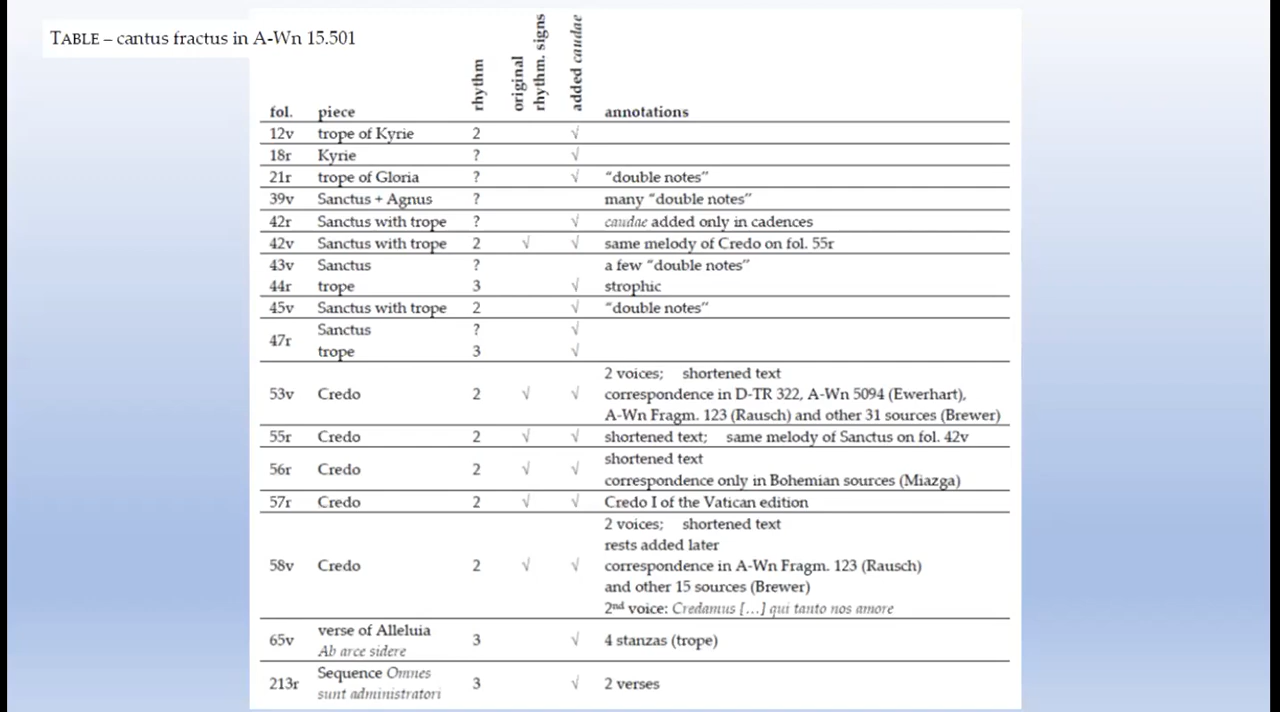 TABLE – cantus fractus in A-Wn 15.501
fol. piece rhythm original rhythm. signs added caudae annotations
12v trope of Kyrie 2 √
18r Kyrie ? √
21r trope of Gloria ? √ “double notes”
39v Sanctus + Agnus ? many “double notes”
42r Sanctus with trope ? √ caudae added only in cadences
42v Sanctus with trope 2 √ √ same melody of Credo on fol. 55r
43v Sanctus ? a few “double notes”
44r trope 3 √ strophic
45v Sanctus with trope 2 √ “double notes”
47r Sanctus ? √
trope 3 √
2 voices; shortened text
53v Credo 2 √ √ correspondence in D-TR 322, A-Wn 5094 (Ewerhart),
A-Wn Fragm. 123 (Rausch) and other 31 sources (Brewer)
55r Credo 2 √ √ shortened text; same melody of Sanctus on fol. 42v
shortened text
56r Credo 2 √ √
correspondence only in Bohemian sources (Miazga)
57r Credo 2 √ √ Credo I of the Vatican edition
2 voices; shortened text
rests added later
58v Credo 2 √ √ correspondence in A-Wn Fragm. 123 (Rausch)
and other 15 sources (Brewer)
2nd voice: Credamus […] qui tanto nos amore
65v verse of Alleluia 3 √ 4 stanzas (trope)
Ab arce sidere
213r Sequence Omnes 3 √ 2 verses
sunt administratori